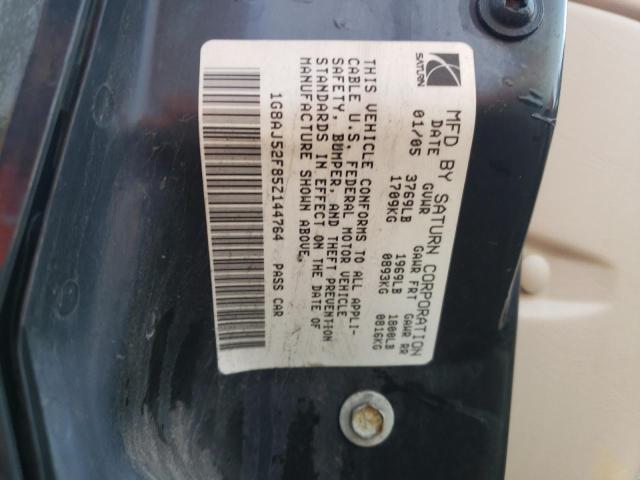 SATURN
MFD BY SATURN CORPORATION
DATE GVWR GAWR FRT GAWR RR
01/05 3769LB 1969LB 1800LB
1709KG 0893KG 0816KG
THIS VEHICLE CONFORMS TO ALL APPLI-
CABLE U.S. FEDERAL MOTOR VEHICLE
SAFETY, BUMPER, AND THEFT PREVENTION
STANDARDS IN EFFECT ON THE DATE OF
MANUFACTURE SHOWN ABOVE.
1G8AJ52F85Z144764 PASS CAR